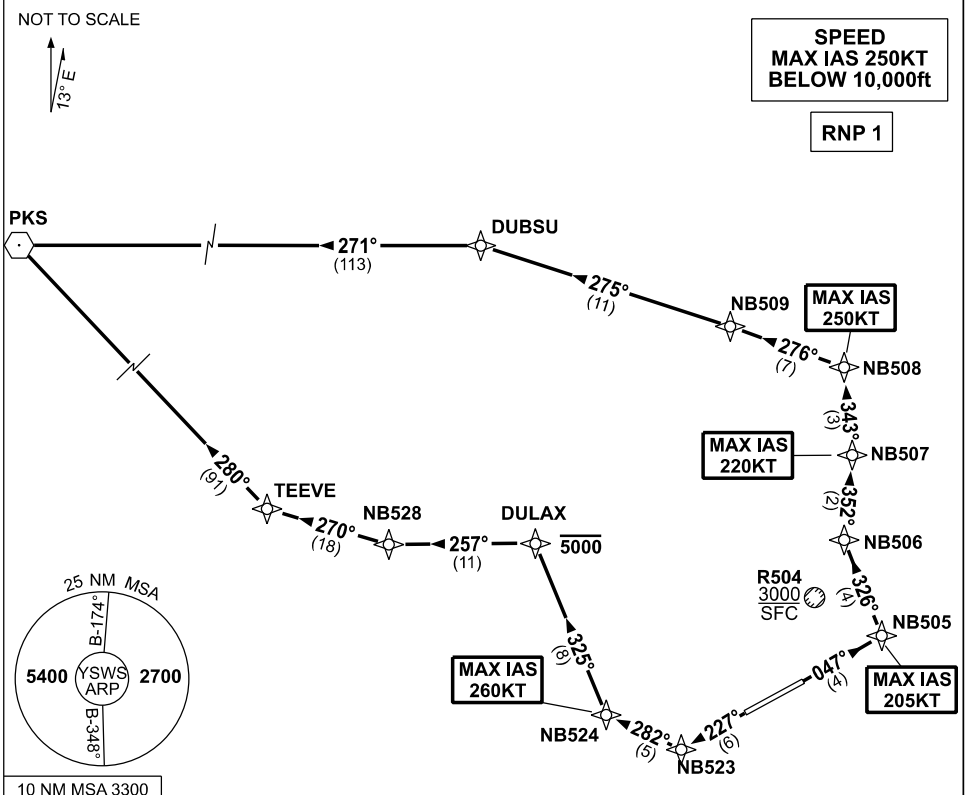 NOT TO SCALE
13° E
SPEED
MAX IAS 250KT
BELOW 10,000ft
RNP 1
PKS
271°
(113)
DUBSU
275°
(11)
NB509
276°
(7)
MAX IAS
250KT
NB508
343°
(3)
MAX IAS
220KT
NB507
352°
(2)
NB506
R504
3000
SFC
326°
(4)
NB505
MAX IAS
205KT
047°
(4)
227°
(6)
NB523
282°
(5)
NB524
MAX IAS
260KT
325°
(8)
DULAX
5000
257°
(11)
NB528
270°
(18)
TEEVE
280°
(91)
25 NM MSA
B-174°
5400
YSWS
ARP
2700
B-348°
10 NM MSA 3300